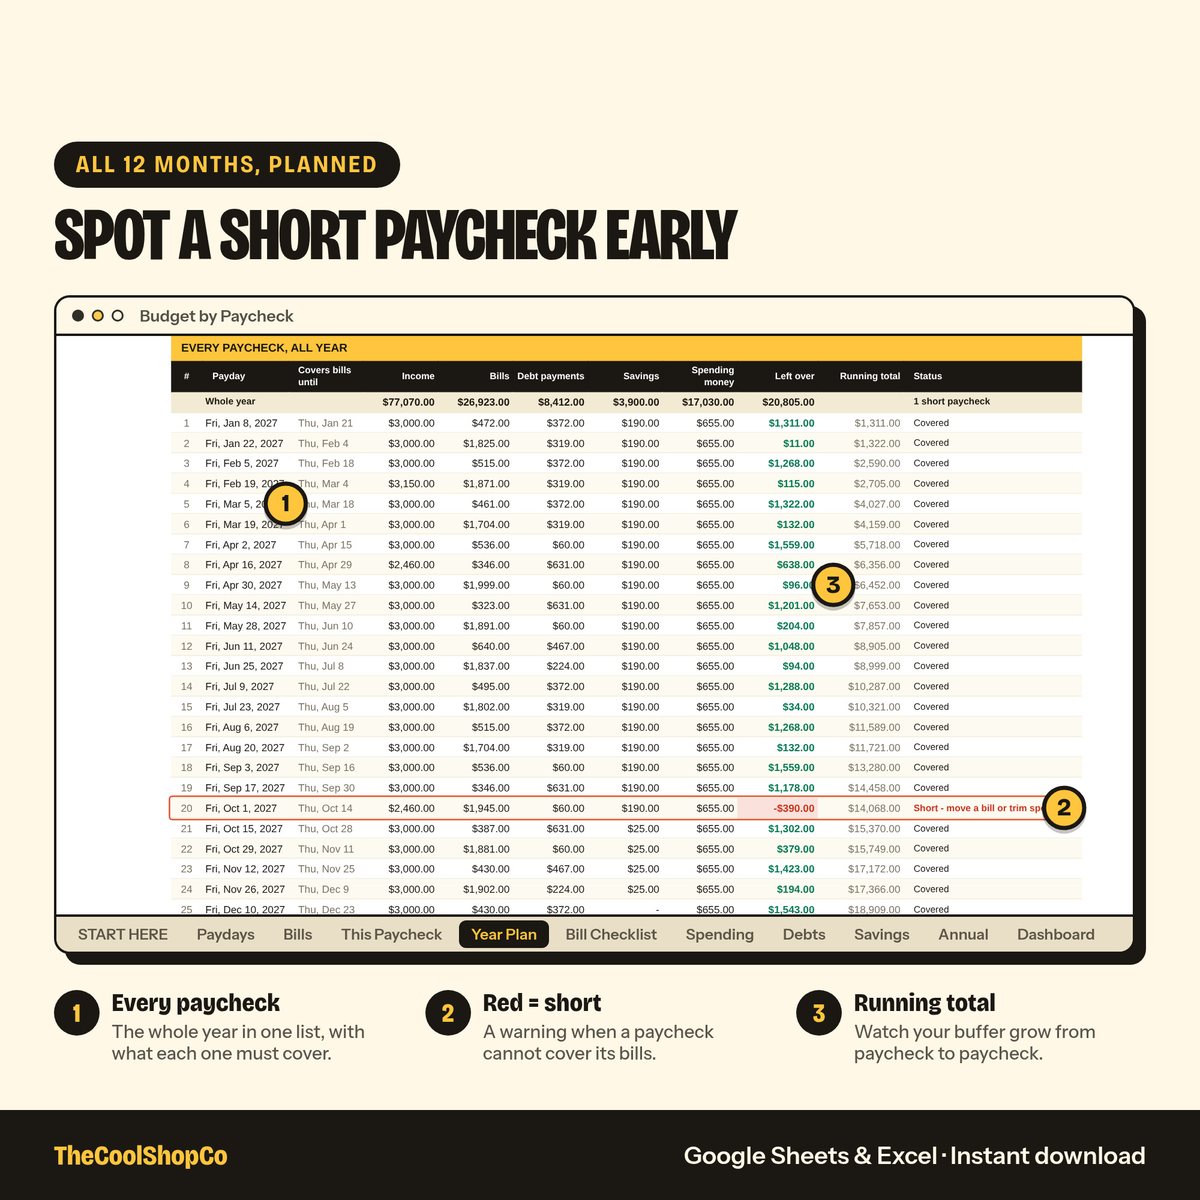 ALL 12 MONTHS, PLANNED
SPOT A SHORT PAYCHECK EARLY
Budget by Paycheck
EVERY PAYCHECK, ALL YEAR
# Payday Covers bills until Income Bills Debt payments Savings Spending money Left over Running total Status
Whole year $77,070.00 $26,923.00 $8,412.00 $3,900.00 $17,030.00 $20,805.00 1 short paycheck
1 Fri, Jan 8, 2027 Thu, Jan 21 $3,000.00 $472.00 $372.00 $190.00 $655.00 $1,311.00 $1,311.00 Covered
2 Fri, Jan 22, 2027 Thu, Feb 4 $3,000.00 $1,825.00 $319.00 $190.00 $655.00 $11.00 $1,322.00 Covered
3 Fri, Feb 5, 2027 Thu, Feb 18 $3,000.00 $515.00 $372.00 $190.00 $655.00 $1,268.00 $2,590.00 Covered
4 Fri, Feb 19, 2027 Thu, Mar 4 $3,150.00 $1,871.00 $319.00 $190.00 $655.00 $115.00 $2,705.00 Covered
5 Fri, Mar 5, Mar 18 $3,000.00 $461.00 $372.00 $190.00 $655.00 $1,322.00 $4,027.00 Covered
1
6 Fri, Mar 19, 2027 Thu, Apr 1 $3,000.00 $1,704.00 $319.00 $190.00 $655.00 $132.00 $4,159.00 Covered
7 Fri, Apr 2, 2027 Thu, Apr 15 $3,000.00 $536.00 $60.00 $190.00 $655.00 $1,559.00 $5,718.00 Covered
8 Fri, Apr 16, 2027 Thu, Apr 29 $2,460.00 $346.00 $631.00 $190.00 $655.00 $638.00 $6,356.00 Covered
9 Fri, Apr 30, 2027 Thu, May 13 $3,000.00 $1,999.00 $60.00 $190.00 $655.00 $96.00 $6,452.00 Covered
3
10 Fri, May 14, 2027 Thu, May 27 $3,000.00 $323.00 $631.00 $190.00 $655.00 $1,201.00 $7,653.00 Covered
11 Fri, May 28, 2027 Thu, Jun 10 $3,000.00 $1,891.00 $60.00 $190.00 $655.00 $204.00 $7,857.00 Covered
12 Fri, Jun 11, 2027 Thu, Jun 24 $3,000.00 $640.00 $467.00 $190.00 $655.00 $1,048.00 $8,905.00 Covered
13 Fri, Jun 25, 2027 Thu, Jul 8 $3,000.00 $1,837.00 $224.00 $190.00 $655.00 $94.00 $8,999.00 Covered
14 Fri, Jul 9, 2027 Thu, Jul 22 $3,000.00 $495.00 $372.00 $190.00 $655.00 $1,288.00 $10,287.00 Covered
15 Fri, Jul 23, 2027 Thu, Aug 5 $3,000.00 $1,802.00 $319.00 $190.00 $655.00 $34.00 $10,321.00 Covered
16 Fri, Aug 6, 2027 Thu, Aug 19 $3,000.00 $515.00 $372.00 $190.00 $655.00 $1,268.00 $11,589.00 Covered
17 Fri, Aug 20, 2027 Thu, Sep 2 $3,000.00 $1,704.00 $319.00 $190.00 $655.00 $132.00 $11,721.00 Covered
18 Fri, Sep 3, 2027 Thu, Sep 16 $3,000.00 $536.00 $60.00 $190.00 $655.00 $1,559.00 $13,280.00 Covered
19 Fri, Sep 17, 2027 Thu, Sep 30 $3,000.00 $346.00 $631.00 $190.00 $655.00 $1,178.00 $14,458.00 Covered
20 Fri, Oct 1, 2027 Thu, Oct 14 $2,460.00 $1,945.00 $60.00 $190.00 $655.00 -$390.00 $14,068.00 Short - move a bill or trim
2
21 Fri, Oct 15, 2027 Thu, Oct 28 $3,000.00 $387.00 $631.00 $25.00 $655.00 $1,302.00 $15,370.00 Covered
22 Fri, Oct 29, 2027 Thu, Nov 11 $3,000.00 $1,881.00 $60.00 $25.00 $655.00 $379.00 $15,749.00 Covered
23 Fri, Nov 12, 2027 Thu, Nov 25 $3,000.00 $430.00 $467.00 $25.00 $655.00 $1,423.00 $17,172.00 Covered
24 Fri, Nov 26, 2027 Thu, Dec 9 $3,000.00 $1,902.00 $224.00 $25.00 $655.00 $194.00 $17,366.00 Covered
25 Fri, Dec 10, 2027 Thu, Dec 23 $3,000.00 $430.00 $372.00 - $655.00 $1,543.00 $18,909.00 Covered
START HERE Paydays Bills This Paycheck Year Plan Bill Checklist Spending Debts Savings Annual Dashboard
1 Every paycheck
The whole year in one list, with
what each one must cover.
2 Red = short
A warning when a paycheck
cannot cover its bills.
3 Running total
Watch your buffer grow from
paycheck to paycheck.
TheCoolShopCo
Google Sheets & Excel · Instant download